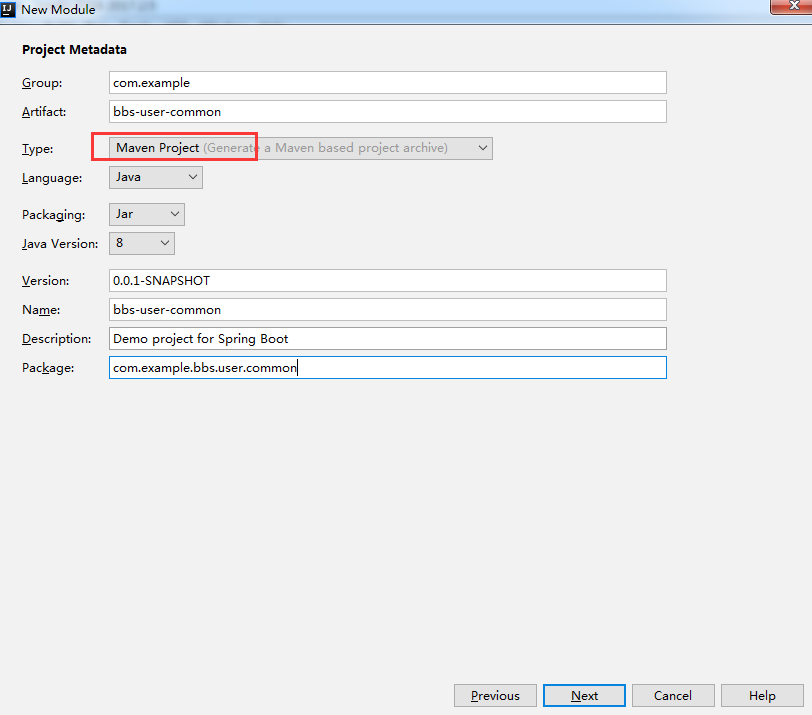 New Module
Project Metadata
Group: com.example
Artifact: bbs-user-common
Type: Maven Project (Generate a Maven based project archive)
Language: Java
Packaging: Jar
Java Version: 8
Version: 0.0.1-SNAPSHOT
Name: bbs-user-common
Description: Demo project for Spring Boot
Package: com.example.bbs.user.common
Previous Next Cancel Help